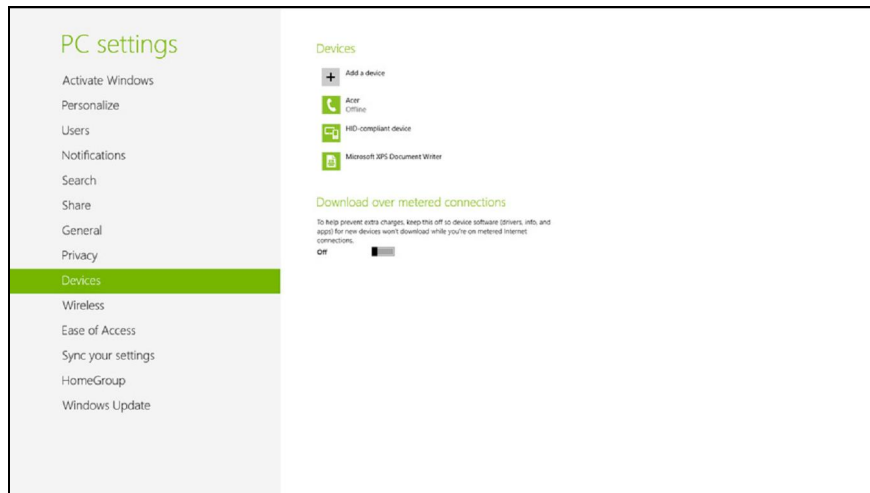 PC settings
Activate Windows
Personalize
Users
Notifications
Search
Share
General
Privacy
Devices
Wireless
Ease of Access
Sync your settings
HomeGroup
Windows Update
Devices
Add a device
Acer
Offline
HID-compliant device
Microsoft XPS Document Writer
Download over metered connections
To help prevent extra charges, keep this off so device software (drivers, info, and
apps) for new devices won't download while you're on metered Internet
connections.
Off